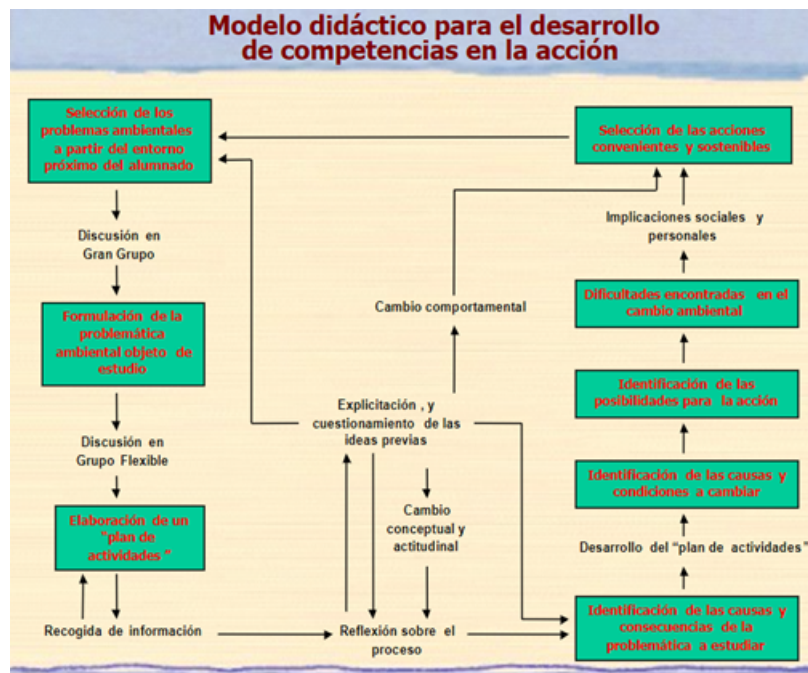 Modelo didáctico para el desarrollo
de competencias en la acción
Selección de los
problemas ambientales
a partir del entorno
próximo del alumnado
Discusión en
Gran Grupo
Formulación de la
problemática
ambiental objeto de
estudio
Discusión en
Grupo Flexible
Elaboración de un
"plan de
actividades"
Recogida de información
Cambio comportamental
Explicitación , y
cuestionamiento de las
ideas previas
Cambio
conceptual y
actitudinal
Reflexión sobre el
proceso
Selección de las acciones
convenientes y sostenibles
Implicaciones sociales y
personales
Dificultades encontradas en el
cambio ambiental
Identificación de las
posibilidades para la acción
Identificación de las causas y
condiciones a cambiar
Desarrollo del "plan de actividades"
Identificación de las causas y
consecuencias de la
problemática a estudiar